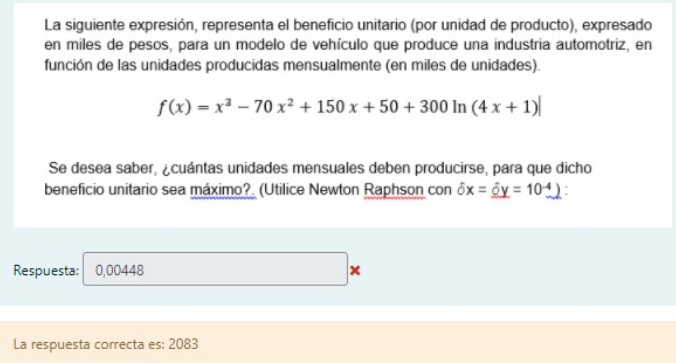 La siguiente expresión, representa el beneficio unitario (por unidad de producto), expresado
en miles de pesos, para un modelo de vehículo que produce una industria automotriz, en
función de las unidades producidas mensualmente (en miles de unidades).
f(x) = x³ − 70 x² + 150 x + 50 + 300 ln (4 x + 1)
Se desea saber, ¿cuántas unidades mensuales deben producirse, para que dicho
beneficio unitario sea máximo?. (Utilice Newton Raphson con δx = δy = 10⁻⁴ ) :
Respuesta: 0,00448
La respuesta correcta es: 2083